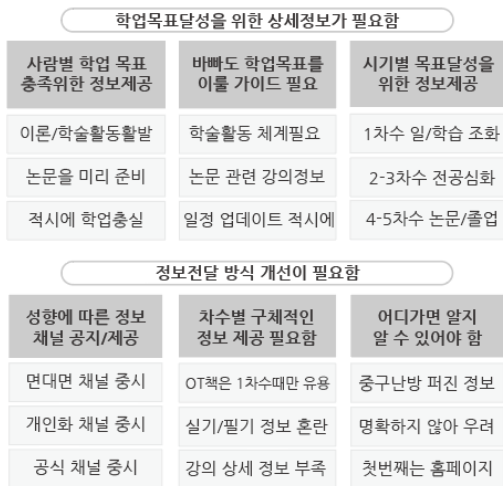 학업목표달성을 위한 상세정보가 필요함
사람별 학업 목표
충족위한 정보제공
바빠도 학업목표를
이룰 가이드 필요
시기별 목표달성을
위한 정보제공
이론/학술활동활발
학술활동 체계필요
1차수 일/학습 조화
논문을 미리 준비
논문 관련 강의정보
2-3차수 전공심화
적시에 학업충실
일정 업데이트 적시에
4-5차수 논문/졸업
정보전달 방식 개선이 필요함
성향에 따른 정보
채널 공지/제공
차수별 구체적인
정보 제공 필요함
어디가면 알지
알 수 있어야 함
면대면 채널 중시
OT책은 1차수때만 유용
중구난방 퍼진 정보
개인화 채널 중시
실기/필기 정보 혼란
명확하지 않아 우려
공식 채널 중시
강의 상세 정보 부족
첫번째는 홈페이지